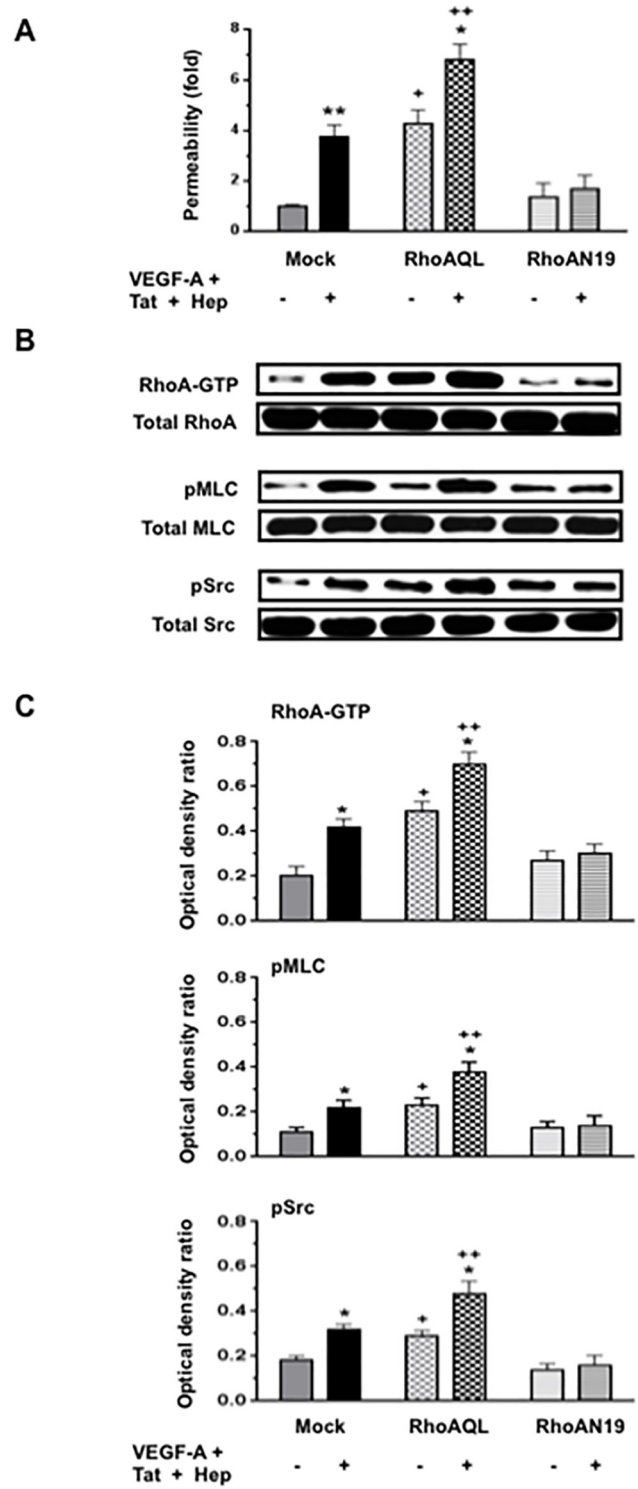 A
Permeability (fold)
8
6
4
2
0
**
+
++
*
Mock RhoAQL RhoAN19
VEGF-A +
Tat + Hep - + - + - +
B
RhoA-GTP
Total RhoA
pMLC
Total MLC
pSrc
Total Src
C
RhoA-GTP
Optical density ratio
0.8
0.6
0.4
0.2
0.0
*
+
++
*
pMLC
Optical density ratio
0.8
0.6
0.4
0.2
0.0
*
+
++
*
pSrc
Optical density ratio
0.8
0.6
0.4
0.2
0.0
*
+
++
*
Mock RhoAQL RhoAN19
VEGF-A +
Tat + Hep - + - + - +